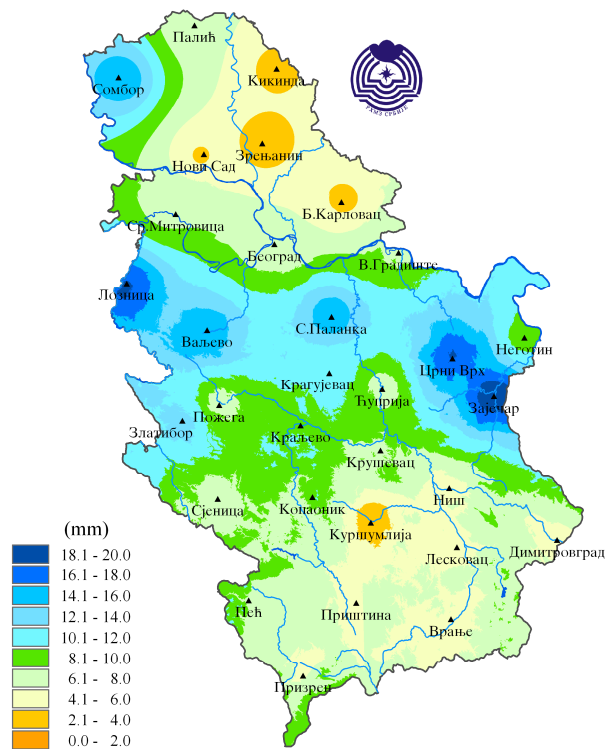 Палић
Кикинда
Сомбор
РХМЗ СРБИЈЕ
Зрењанин
Нови Сад
Б.Карловац
Ср.Митровица
Београд
В.Градиште
Лозница
С.Паланка
Ваљево
Неготин
Црни Врх
Крагујевац
Ћуприја
Зајечар
Пожега
Златибор
Краљево
Крушевац
Ниш
Сјеница
Копаоник
Куршумлија
Лесковац
Димитровград
Пећ
Приштина
Врање
Призрен
(mm)
18.1 - 20.0
16.1 - 18.0
14.1 - 16.0
12.1 - 14.0
10.1 - 12.0
8.1 - 10.0
6.1 - 8.0
4.1 - 6.0
2.1 - 4.0
0.0 - 2.0